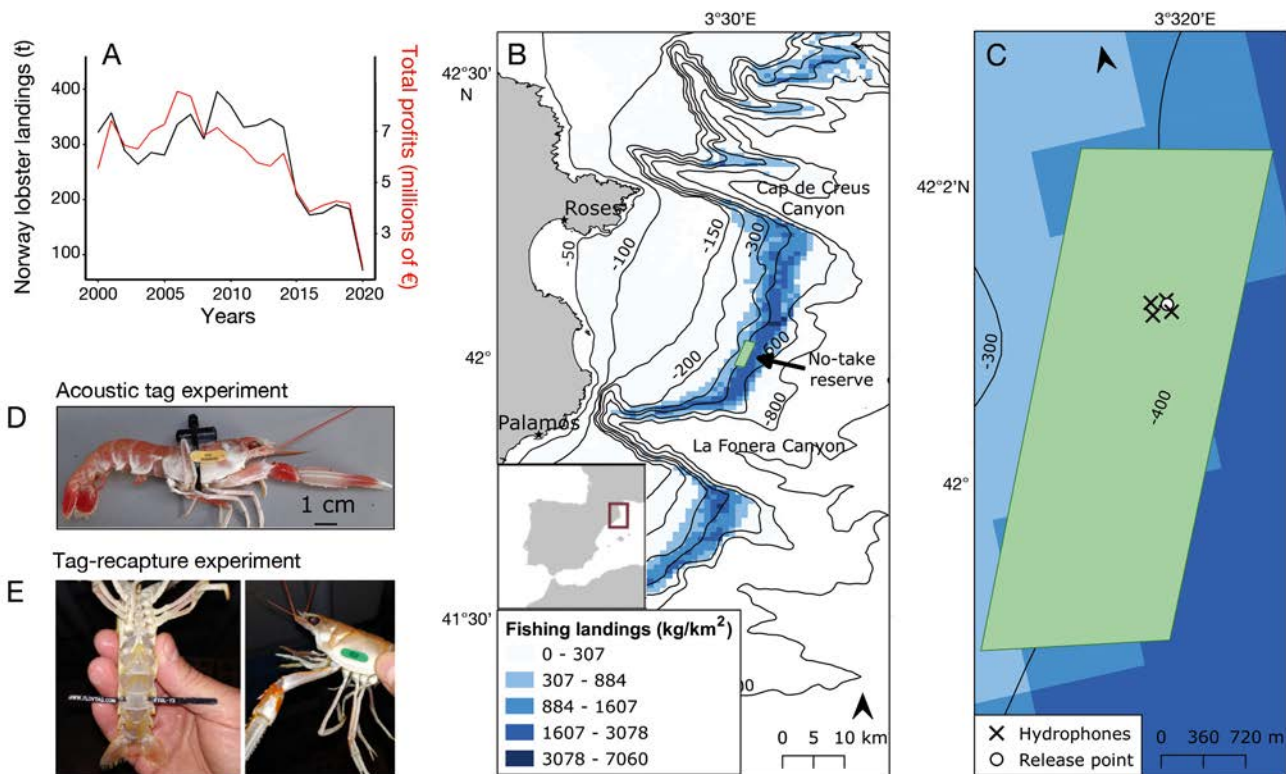 A
Norway lobster landings (t)
400
300
200
100
Total profits (millions of €)
7
5
3
2000 2005 2010 2015 2020
Years
Acoustic tag experiment
D
1 cm
Tag-recapture experiment
E
3°30'E
B
42°30'
N
42°
41°30'
Roses
Palamós
Cap de Creus
Canyon
-50
-100
-150
-300
-200
-600
-800
No-take
reserve
La Fonera Canyon
Fishing landings (kg/km²)
0 - 307
307 - 884
884 - 1607
1607 - 3078
3078 - 7060
0 5 10 km
3°320'E
C
42°2'N
42°
-300
-400
Hydrophones
Release point
0 360 720 m